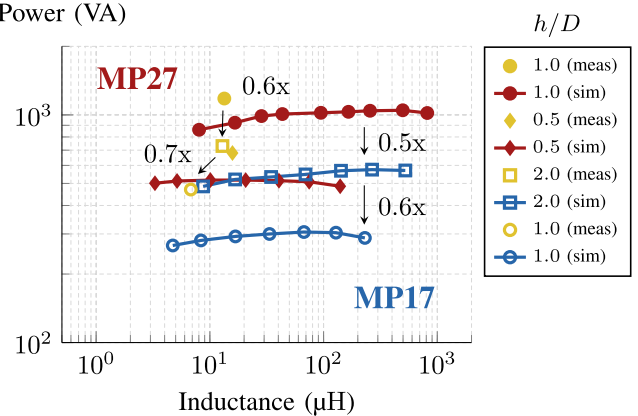 Power (VA)
h/D
MP27
0.6x
10³
0.7x
0.5x
0.6x
MP17
10²
10⁰
10¹
10²
10³
Inductance (μH)
1.0 (meas)
1.0 (sim)
0.5 (meas)
0.5 (sim)
2.0 (meas)
2.0 (sim)
1.0 (meas)
1.0 (sim)